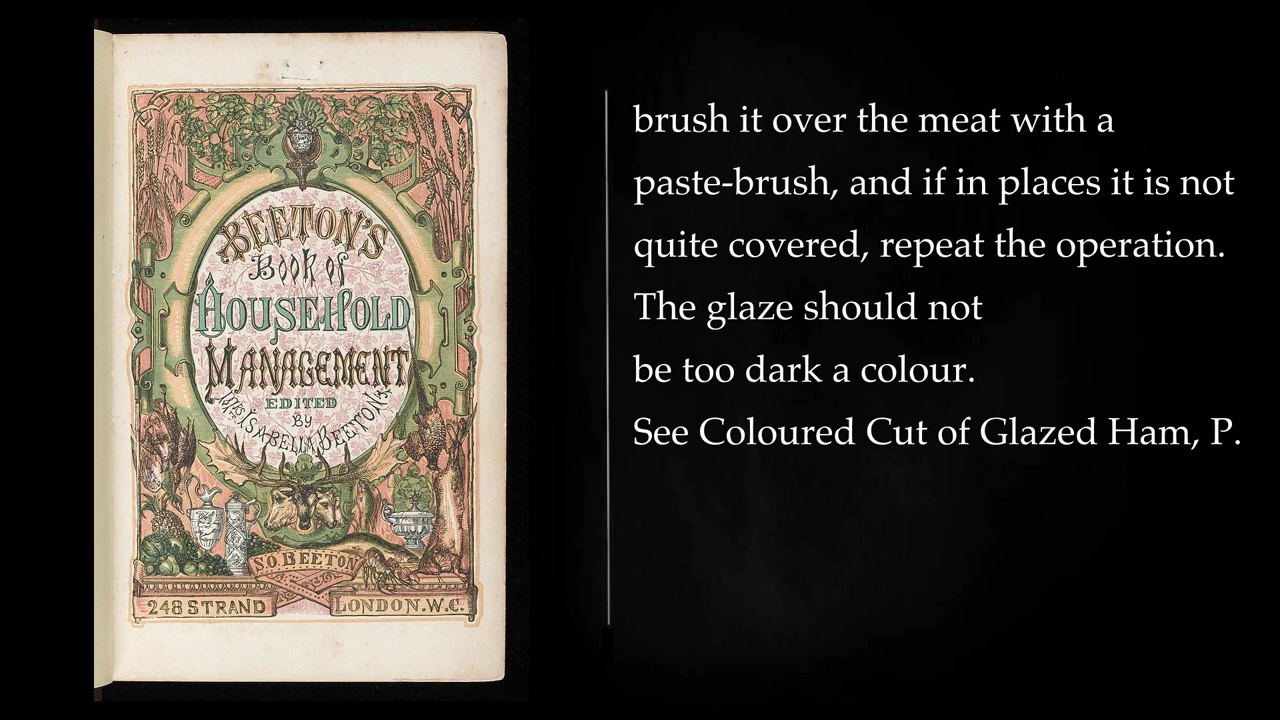 BEETON'S
Book of
HOUSEHOLD
MANAGEMENT
EDITED
BY
MRS ISABELLA BEETON
S.O. BEETON
248 STRAND
LONDON. W.C.
brush it over the meat with a
paste-brush, and if in places it is not
quite covered, repeat the operation.
The glaze should not
be too dark a colour.
See Coloured Cut of Glazed Ham, P.